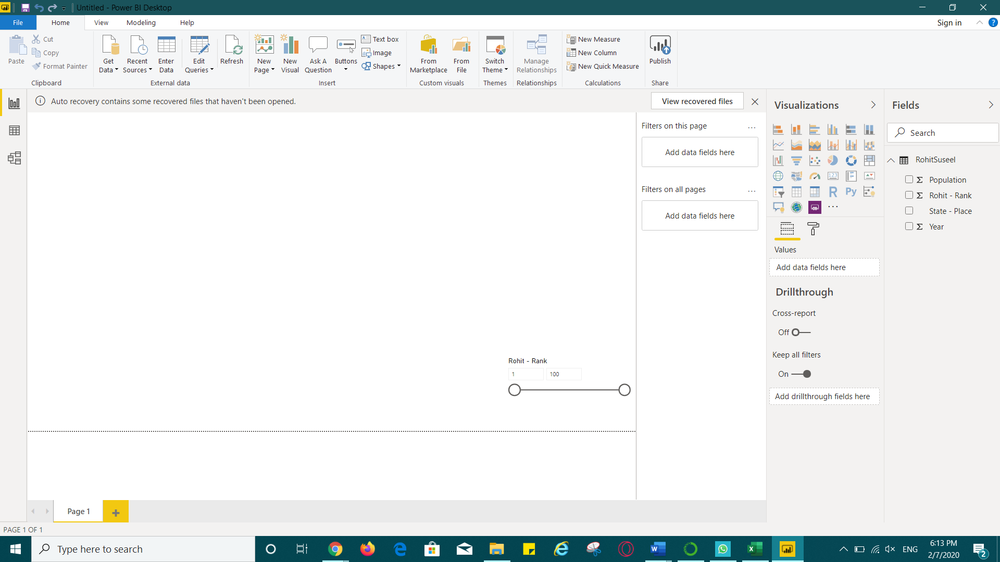 Untitled - Power BI Desktop
File Home View Modeling Help Sign in ?
Paste
Cut
Copy
Format Painter
Clipboard
Get Data
Recent Sources
Enter Data
Edit Queries
Refresh
External data
New Page
New Visual
Ask A Question
Buttons
Text box
Image
Shapes
Insert
From Marketplace
From File
Custom visuals
Switch Theme
Themes
Manage Relationships
Relationships
New Measure
New Column
New Quick Measure
Calculations
Publish
Share
Auto recovery contains some recovered files that haven't been opened.
View recovered files
Rohit - Rank
1 100
Filters on this page ...
Add data fields here
Filters on all pages ...
Add data fields here
Visualizations
123
R Py
...
Values
Add data fields here
Drillthrough
Cross-report
Off
Keep all filters
On
Add drillthrough fields here
Fields
Search
RohitSuseel
Σ Population
Σ Rohit - Rank
State - Place
Σ Year
Page 1 +
PAGE 1 OF 1
Type here to search
ENG
6:13 PM
2/7/2020
2